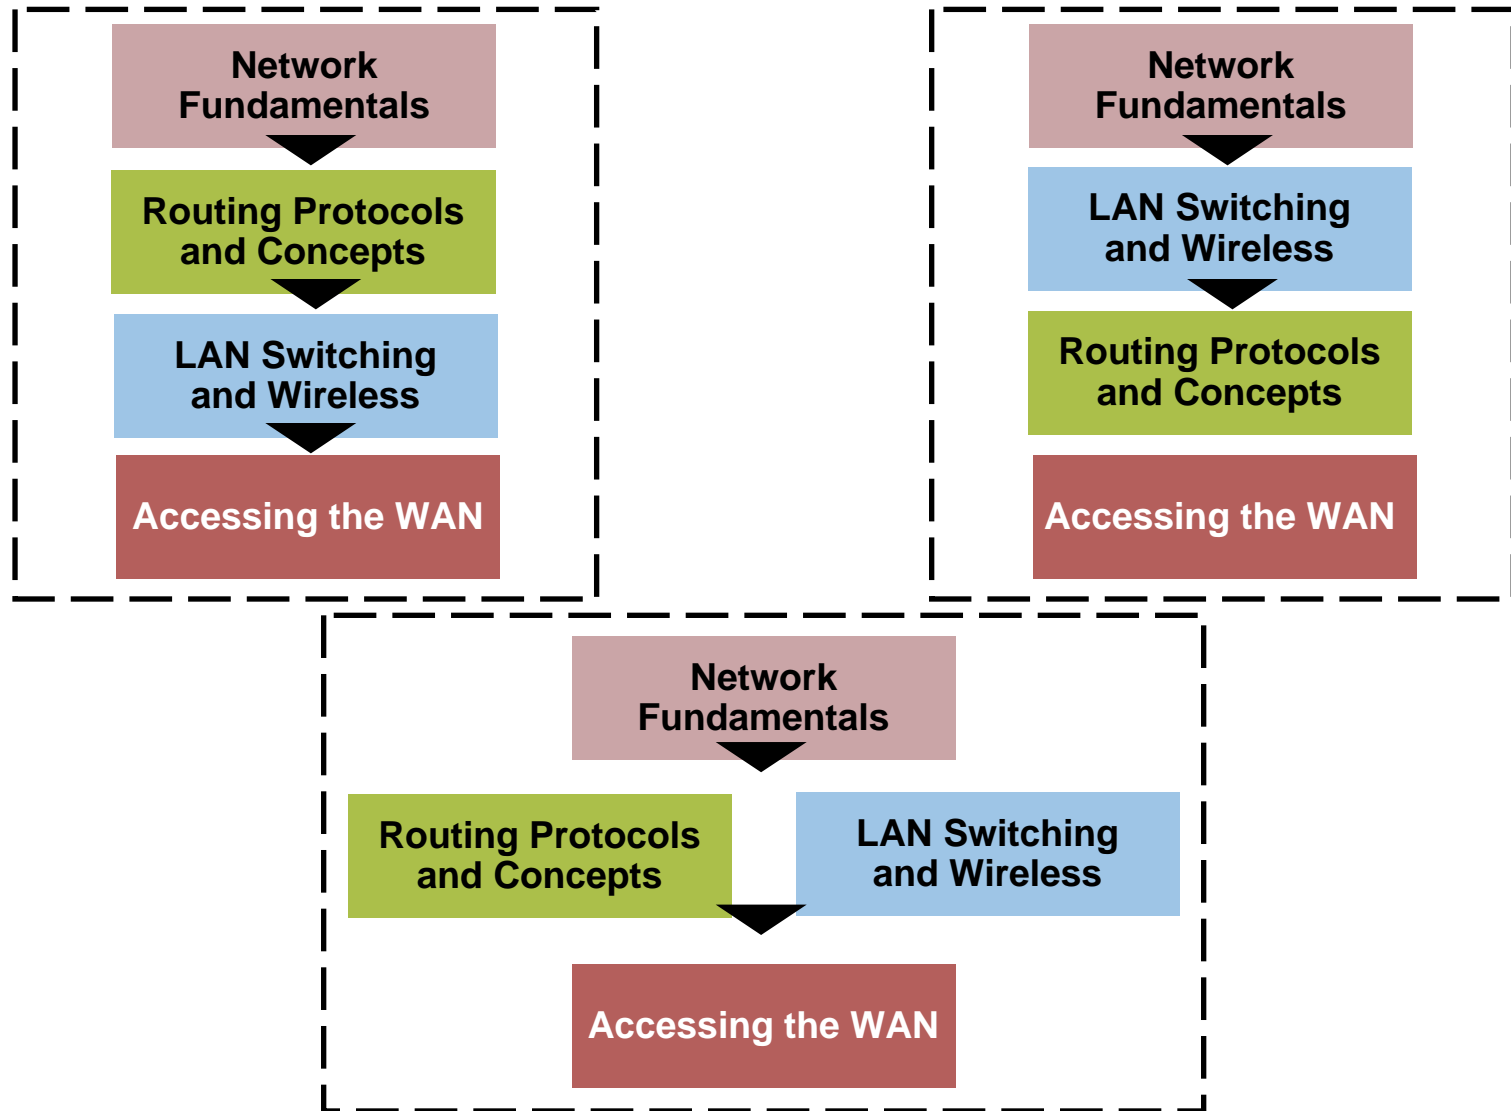 Network
Fundamentals
Routing Protocols
and Concepts
LAN Switching
and Wireless
Accessing the WAN
Network
Fundamentals
LAN Switching
and Wireless
Routing Protocols
and Concepts
Accessing the WAN
Network
Fundamentals
Routing Protocols
and Concepts
LAN Switching
and Wireless
Accessing the WAN